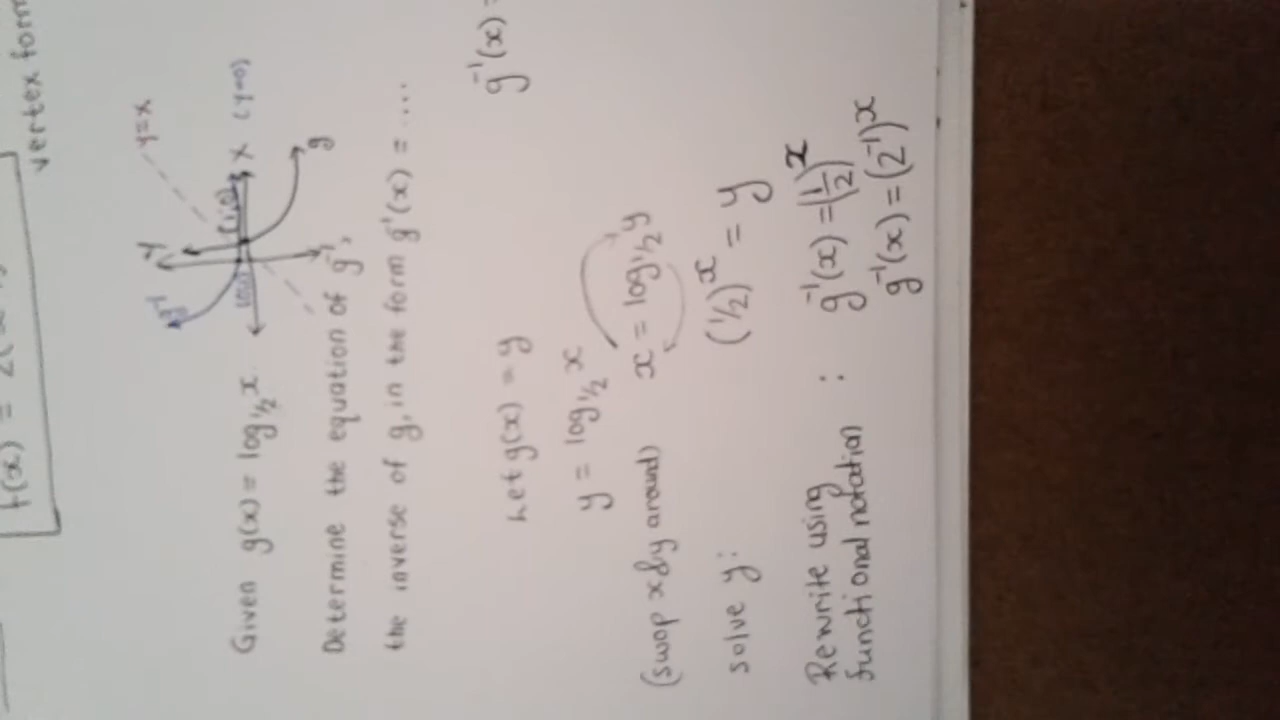 vertex form
f(x) = 2(x
Given g(x) = log½ x
y
y=x
g⁻¹
(0;1)
(1;0)
x (y=0)
g
Determine the equation of g⁻¹,
the inverse of g, in the form g⁻¹(x) = ....
Let g(x) = y
g⁻¹(x) =
y = log½ x
(swop x & y around) x = log½ y
solve y: (½)ˣ = y
Rewrite using
functional notation : g⁻¹(x) = (½)ˣ
g⁻¹(x) = (2⁻¹)ˣ